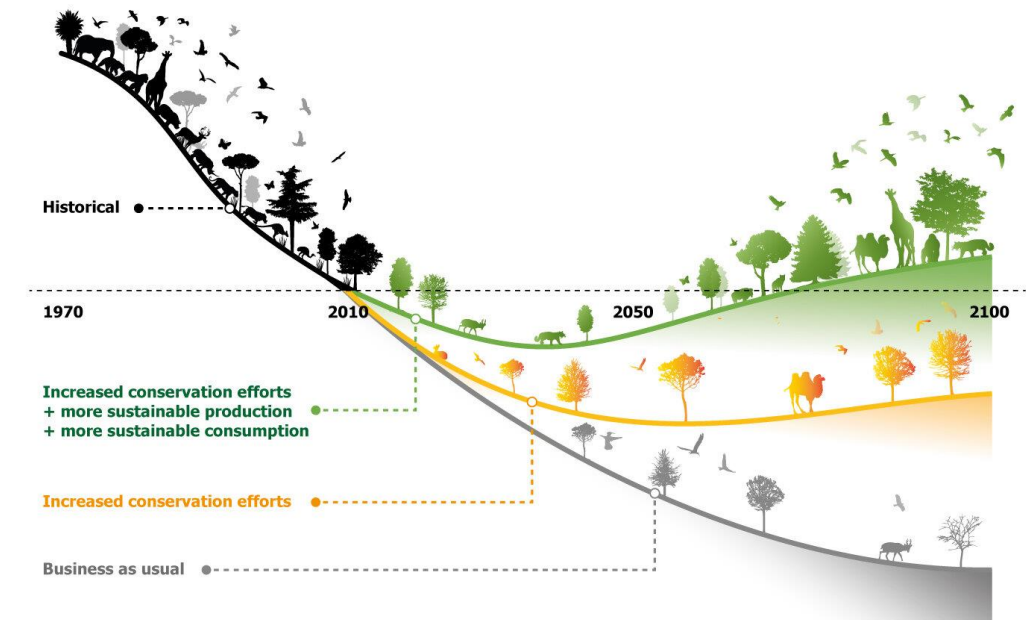 Historical
1970
2010
2050
2100
Increased conservation efforts
+ more sustainable production
+ more sustainable consumption
Increased conservation efforts
Business as usual